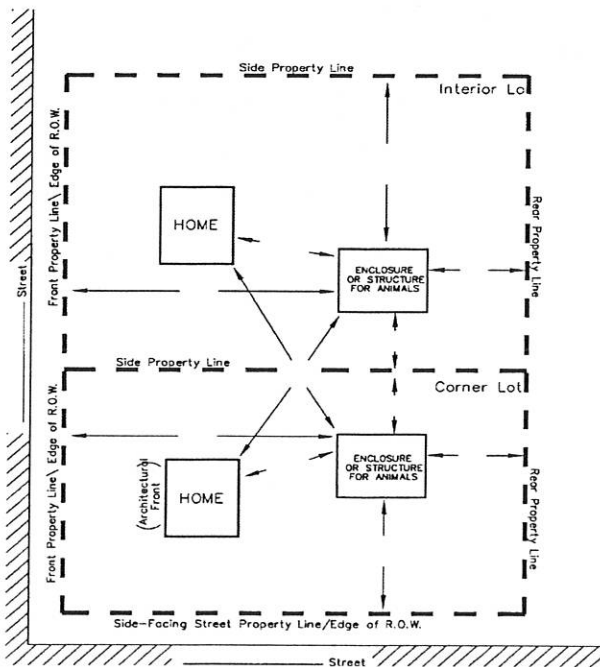 Side Property Line
Interior Lo
Front Property Line\ Edge of R.O.W.
HOME
Rear Property Line
ENCLOSURE
OR STRUCTURE
FOR ANIMALS
Street
Side Property Line
Corner Lot
Front Property Line\ Edge of R.O.W.
(Architectural
Front)
HOME
ENCLOSURE
OR STRUCTURE
FOR ANIMALS
Rear Property Line
Side-Facing Street Property Line/Edge of R.O.W.
Street